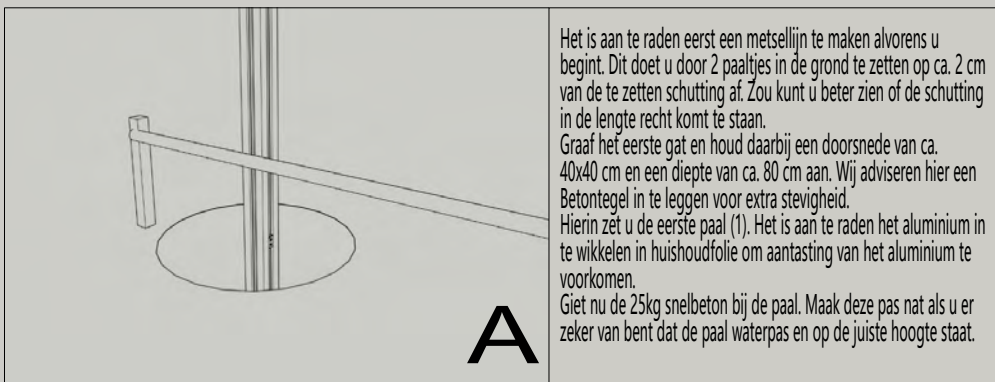 Het is aan te raden eerst een metsellijn te maken alvorens u
begint. Dit doet u door 2 paaltjes in de grond te zetten op ca. 2 cm
van de te zetten schutting af. Zou kunt u beter zien of de schutting
in de lengte recht komt te staan.
Graaf het eerste gat en houd daarbij een doorsnede van ca.
40x40 cm en een diepte van ca. 80 cm aan. Wij adviseren hier een
Betontegel in te leggen voor extra stevigheid.
Hierin zet u de eerste paal (1). Het is aan te raden het aluminium in
te wikkelen in huishoudfolie om aantasting van het aluminium te
voorkomen.
Giet nu de 25kg snelbeton bij de paal. Maak deze pas nat als u er
zeker van bent dat de paal waterpas en op de juiste hoogte staat.
A